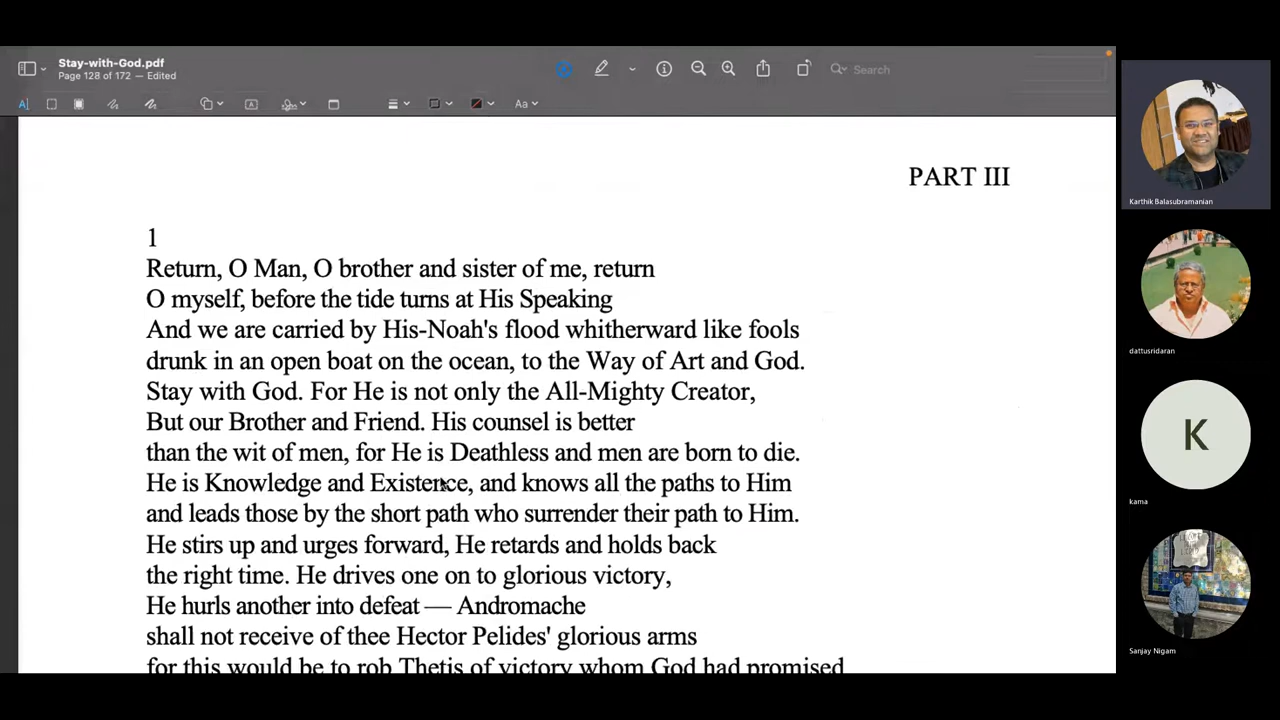 Stay-with-God.pdf
Page 128 of 172 — Edited
Search
Aa
PART III
1
Return, O Man, O brother and sister of me, return
O myself, before the tide turns at His Speaking
And we are carried by His-Noah's flood whitherward like fools
drunk in an open boat on the ocean, to the Way of Art and God.
Stay with God. For He is not only the All-Mighty Creator,
But our Brother and Friend. His counsel is better
than the wit of men, for He is Deathless and men are born to die.
He is Knowledge and Existence, and knows all the paths to Him
and leads those by the short path who surrender their path to Him.
He stirs up and urges forward, He retards and holds back
the right time. He drives one on to glorious victory,
He hurls another into defeat — Andromache
shall not receive of thee Hector Pelides' glorious arms
for this would be to rob Thetis of victory whom God had promised
Karthik Balasubramanian
dattusridaran
K
kama
Sanjay Nigam